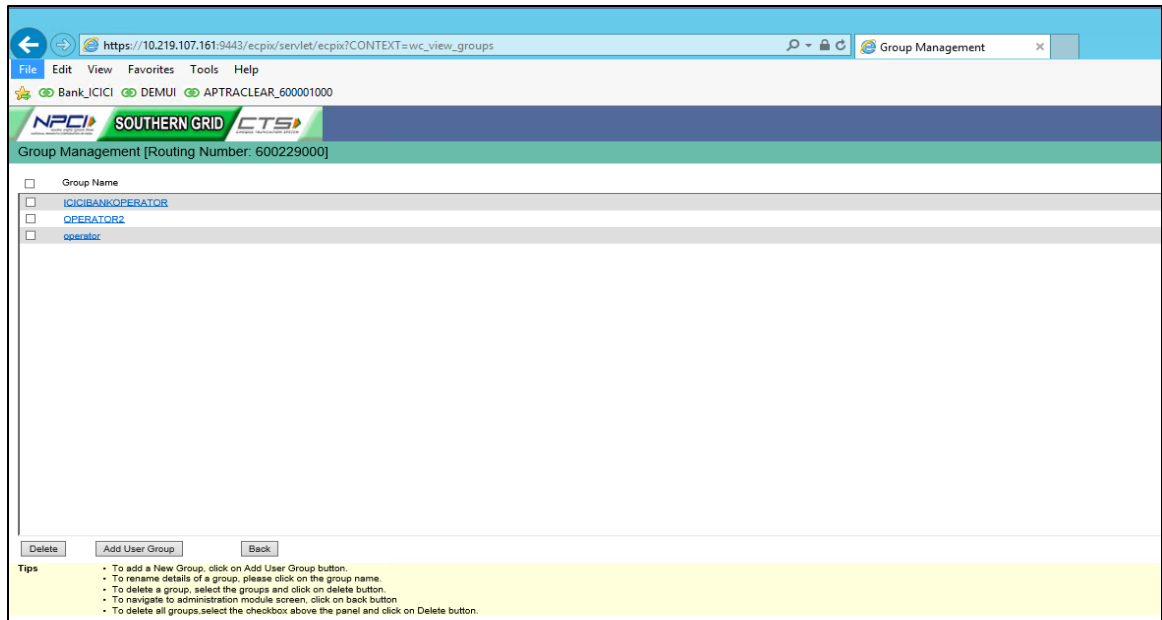 https://10.219.107.161:9443/ecpix/servlet/ecpix?CONTEXT=wc_view_groups
Group Management
File Edit View Favorites Tools Help
Bank_ICICI DEMUI APTRACLEAR_600001000
NPCI SOUTHERN GRID CTS
Group Management [Routing Number: 600229000]
Group Name
ICICIBANKOPERATOR
OPERATOR2
operator
Delete Add User Group Back
Tips • To add a New Group, click on Add User Group button.
• To rename details of a group, please click on the group name.
• To delete a group, select the groups and click on delete button.
• To navigate to administration module screen, click on back button
• To delete all groups,select the checkbox above the panel and click on Delete button.